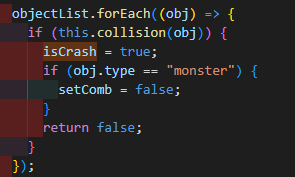 objectList.forEach((obj) => {
if (this.collision(obj)) {
isCrash = true;
if (obj.type == "monster") {
setComb = false;
}
return false;
}
});